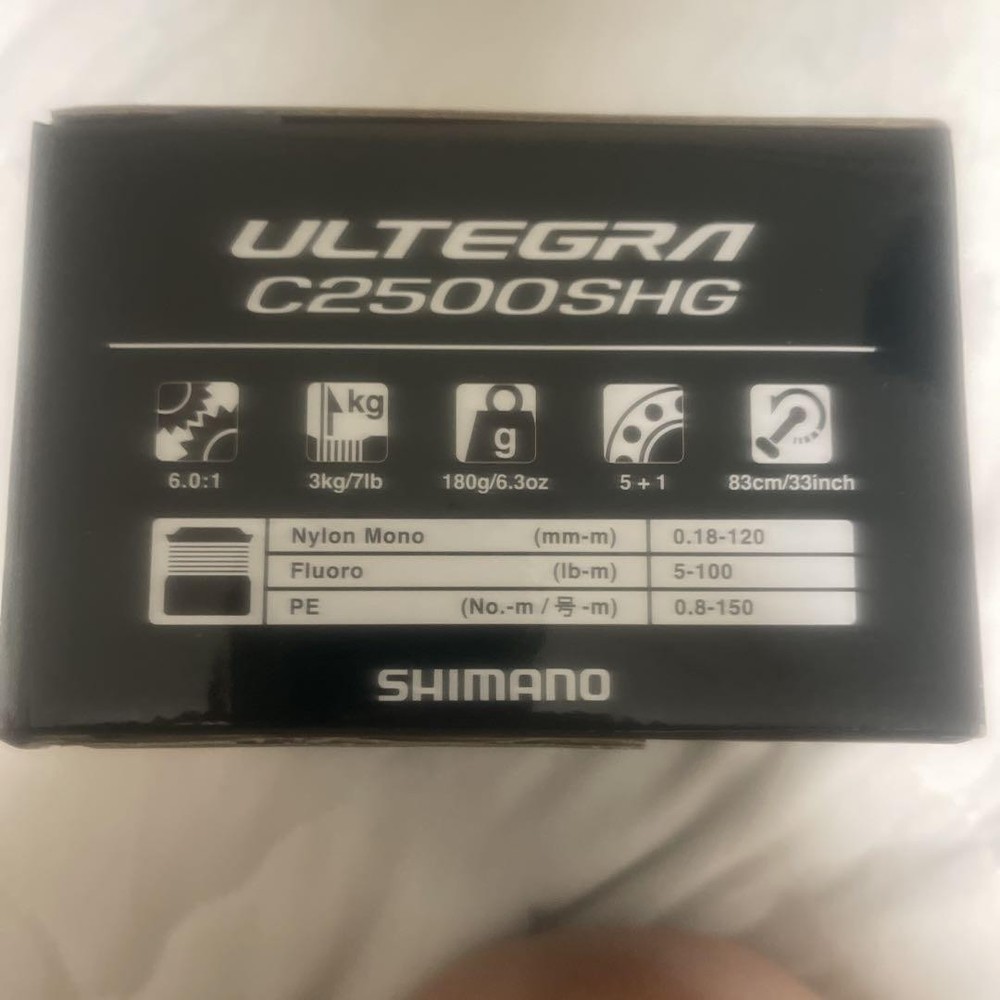 ULTEGRA
C2500SHG
kg
g
6.0:1 3kg/7lb 180g/6.3oz 5+1 83cm/33inch
Nylon Mono (mm-m) 0.18-120
Fluoro (lb-m) 5-100
PE (No.-m / 号-m) 0.8-150
SHIMANO